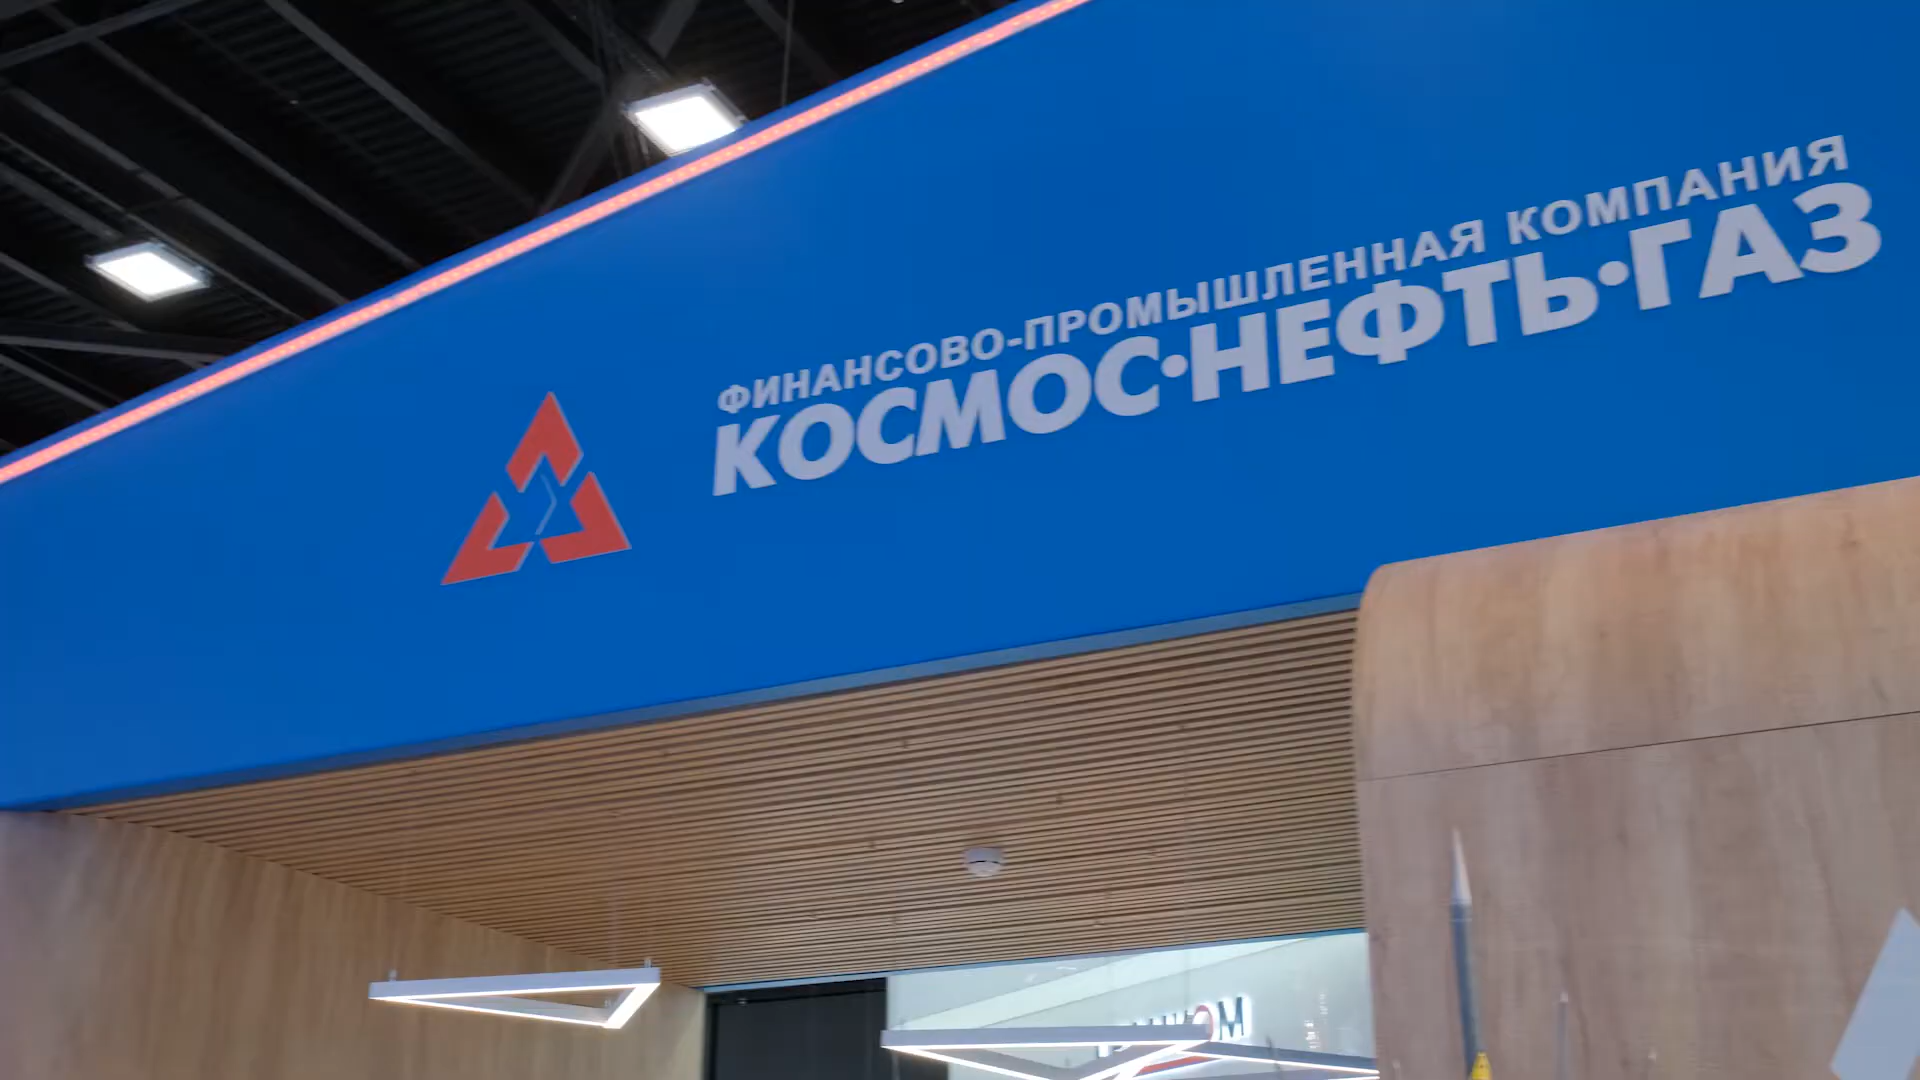 ФИНАНСОВО-ПРОМЫШЛЕННАЯ КОМПАНИЯ
КОСМОС·НЕФТЬ·ГАЗ